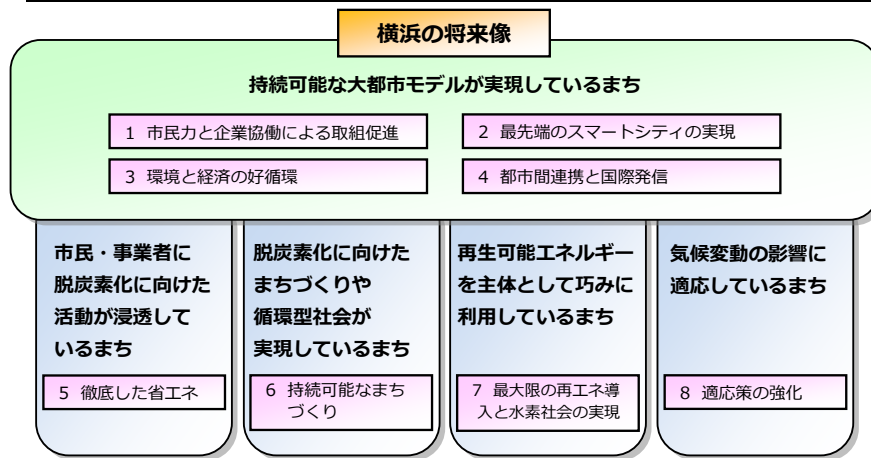 横浜の将来像
持続可能な大都市モデルが実現しているまち
1 市民力と企業協働による取組促進
2 最先端のスマートシティの実現
3 環境と経済の好循環
4 都市間連携と国際発信
市民・事業者に
脱炭素化に向けた
活動が浸透して
いるまち
5 徹底した省エネ
脱炭素化に向けた
まちづくりや
循環型社会が
実現しているまち
6 持続可能なまち
づくり
再生可能エネルギー
を主体として巧みに
利用しているまち
7 最大限の再エネ導
入と水素社会の実現
気候変動の影響に
適応しているまち
8 適応策の強化